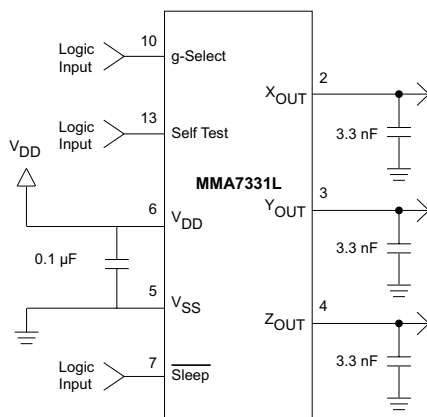 Logic
Input
10
g-Select
2
XOUT
3.3 nF
Logic
Input
13
Self Test
VDD
MMA7331L
6
VDD
3
YOUT
3.3 nF
0.1 µF
5
VSS
4
ZOUT
3.3 nF
Logic
Input
7
Sleep